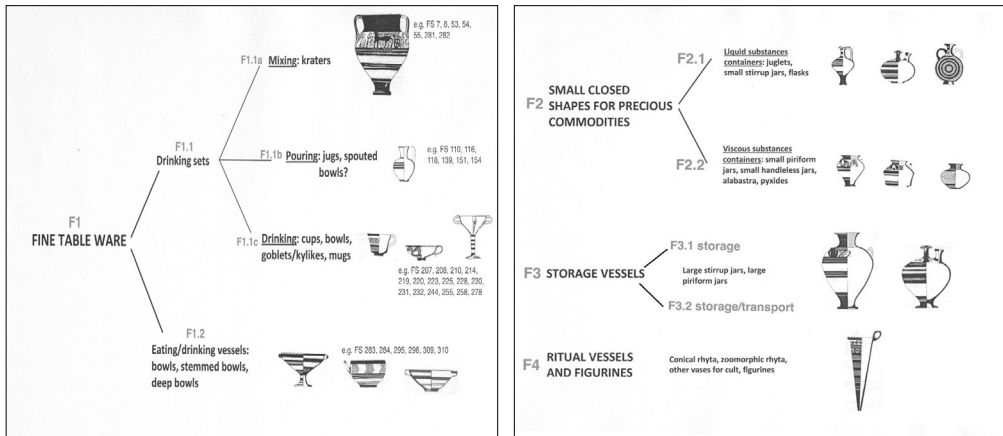 e.g. FS 7, 8, 53, 54,
55, 281, 282
F1.1a Mixing: kraters
F1.1
Drinking sets
F1.1b Pouring: jugs, spouted
bowls?
e.g. FS 110, 116,
118, 139, 151, 154
F1
FINE TABLE WARE
F1.1c Drinking: cups, bowls,
goblets/kylikes, mugs
e.g. FS 207, 208, 210, 214,
219, 220, 223, 225, 228, 230,
231, 232, 244, 255, 258, 278
F1.2
Eating/drinking vessels:
bowls, stemmed bowls,
deep bowls
e.g. FS 283, 284, 295, 296, 309, 310
F2.1
Liquid substances
containers: juglets,
small stirrup jars, flasks
F2 SMALL CLOSED
SHAPES FOR PRECIOUS
COMMODITIES
F2.2
Viscous substances
containers: small piriform
jars, small handleless jars,
alabastra, pyxides
F3.1 storage
F3 STORAGE VESSELS
Large stirrup jars, large
piriform jars
F3.2 storage/transport
F4 RITUAL VESSELS
AND FIGURINES
Conical rhyta, zoomorphic rhyta,
other vases for cult, figurines